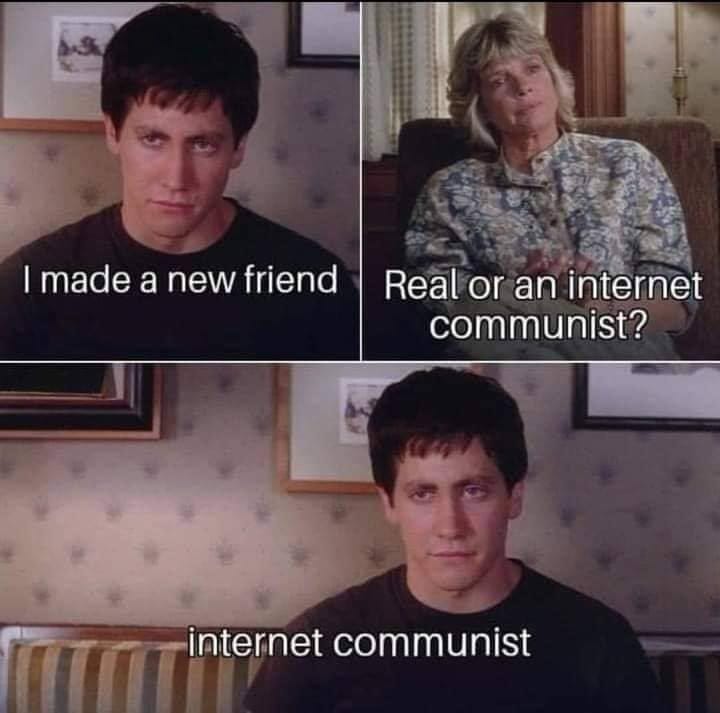 I made a new friend
Real or an internet
communist?
internet communist